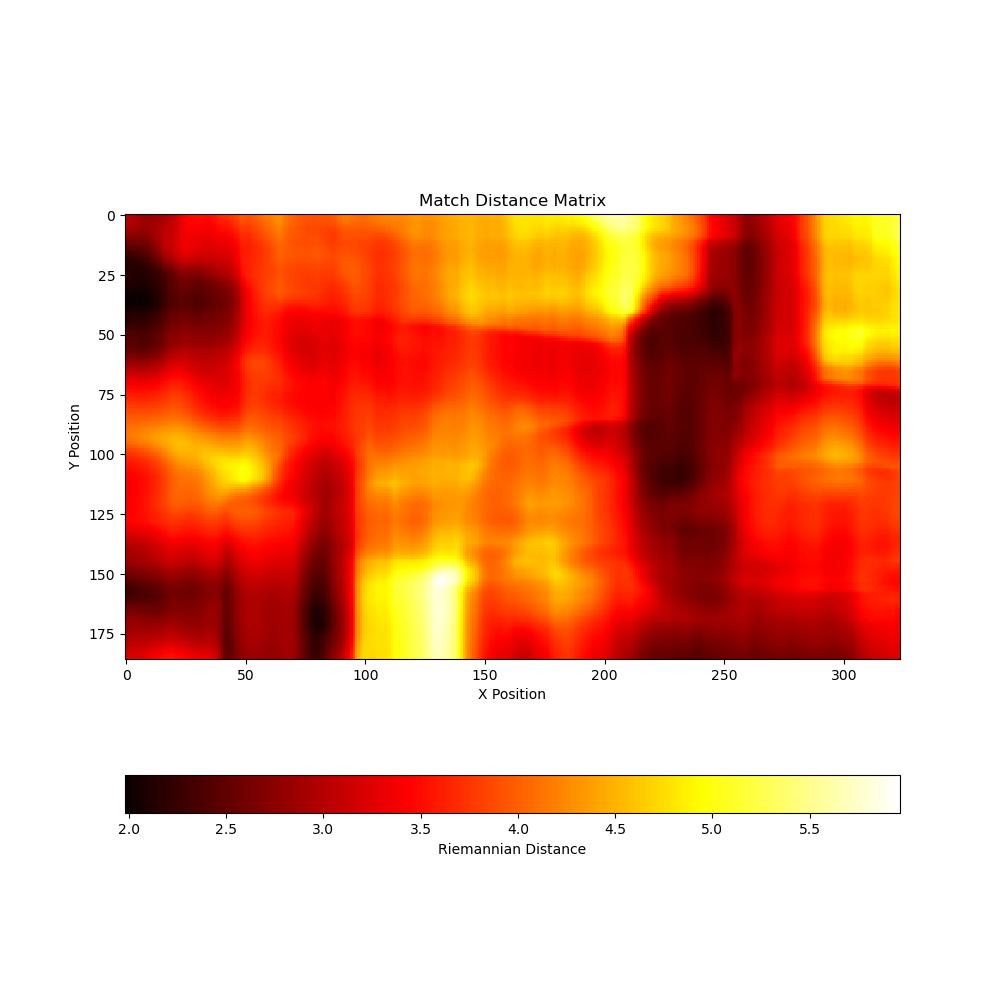 Match Distance Matrix
0
25
50
75
100
125
150
175
Y Position
0 50 100 150 200 250 300
X Position
2.0 2.5 3.0 3.5 4.0 4.5 5.0 5.5
Riemannian Distance